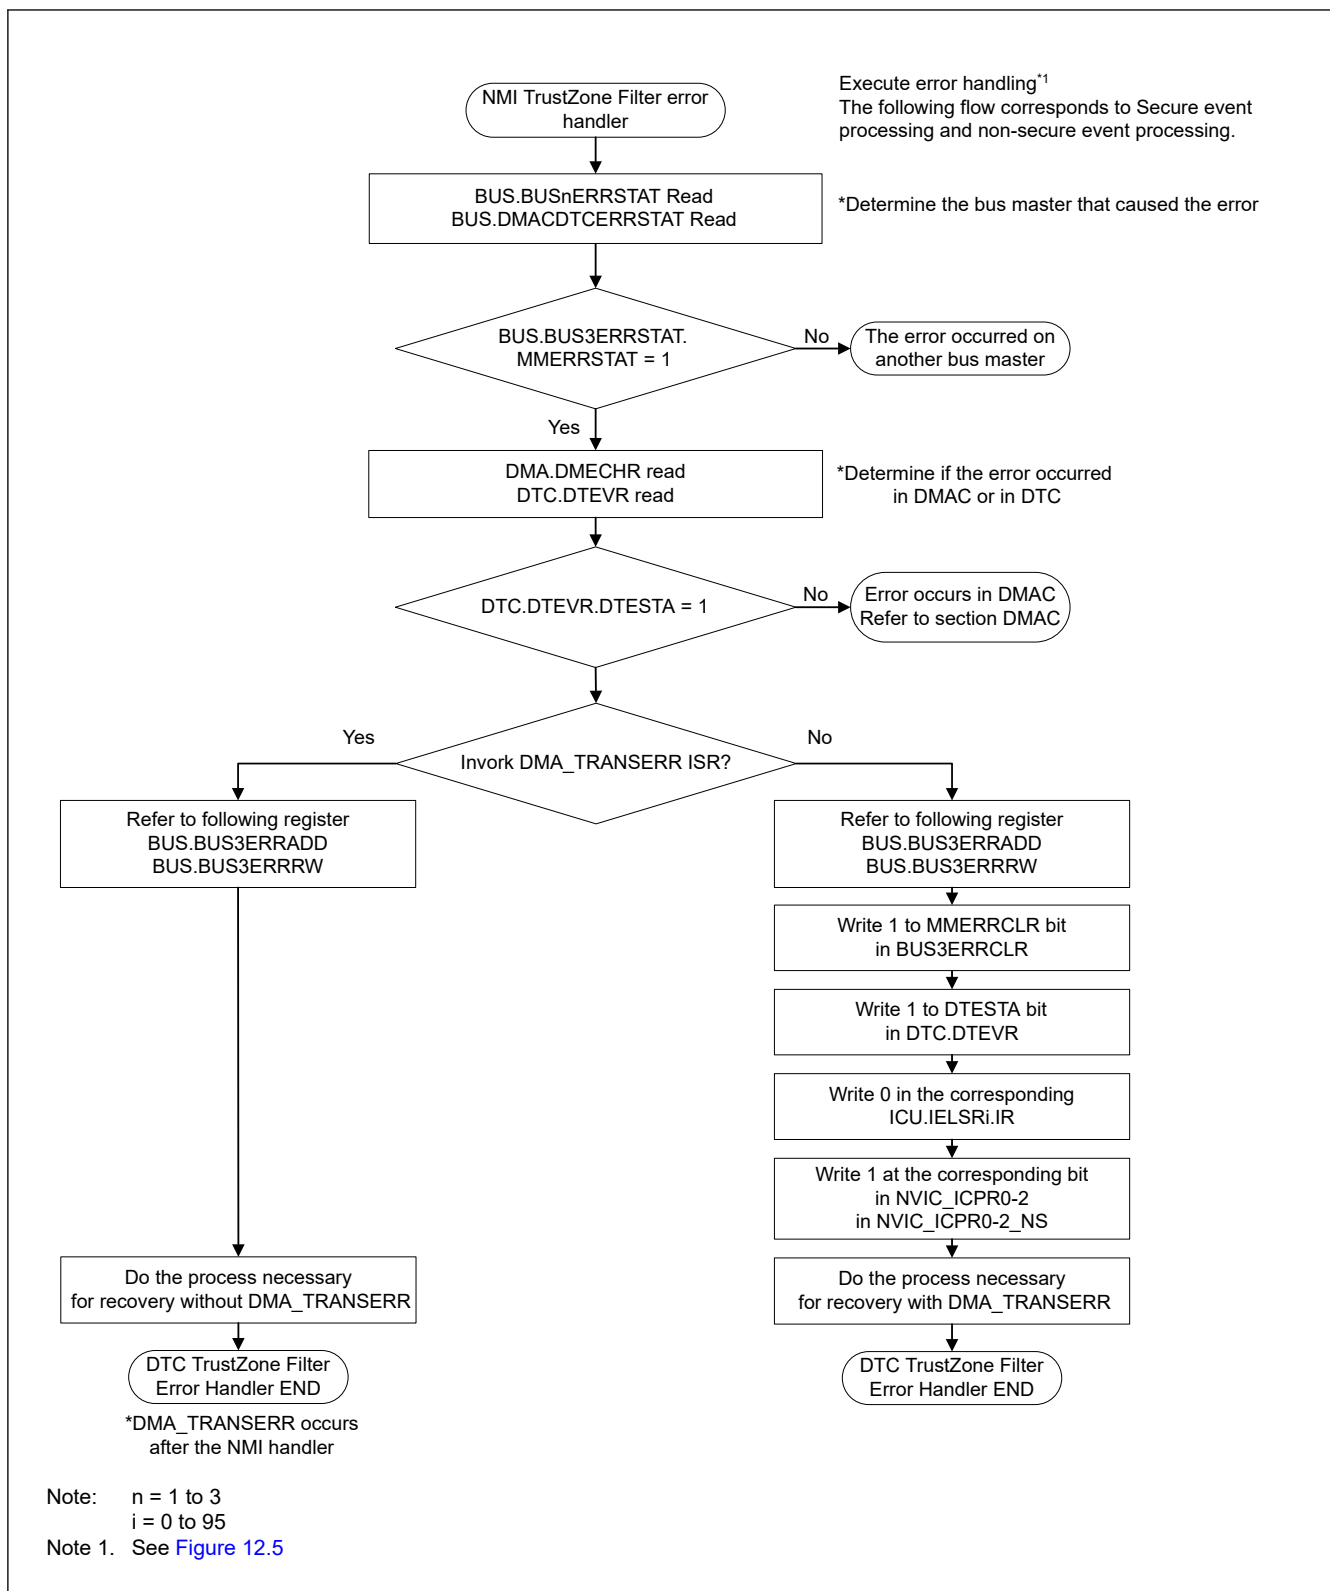 NMI TrustZone Filter error
handler
Execute error handling*1
The following flow corresponds to Secure event
processing and non-secure event processing.
BUS.BUSnERRSTAT Read
BUS.DMACDTCERRSTAT Read
*Determine the bus master that caused the error
BUS.BUS3ERRSTAT.
MMERRSTAT = 1
No
The error occurred on
another bus master
Yes
DMA.DMECHR read
DTC.DTEVR read
*Determine if the error occurred
in DMAC or in DTC
DTC.DTEVR.DTESTA = 1
No
Error occurs in DMAC
Refer to section DMAC
Invork DMA_TRANSERR ISR?
Yes
No
Refer to following register
BUS.BUS3ERRADD
BUS.BUS3ERRRW
Refer to following register
BUS.BUS3ERRADD
BUS.BUS3ERRRW
Write 1 to MMERRCLR bit
in BUS3ERRCLR
Write 1 to DTESTA bit
in DTC.DTEVR
Write 0 in the corresponding
ICU.IELSRi.IR
Write 1 at the corresponding bit
in NVIC_ICPR0-2
in NVIC_ICPR0-2_NS
Do the process necessary
for recovery without DMA_TRANSERR
Do the process necessary
for recovery with DMA_TRANSERR
DTC TrustZone Filter
Error Handler END
DTC TrustZone Filter
Error Handler END
*DMA_TRANSERR occurs
after the NMI handler
Note: n = 1 to 3
i = 0 to 95
Note 1. See Figure 12.5